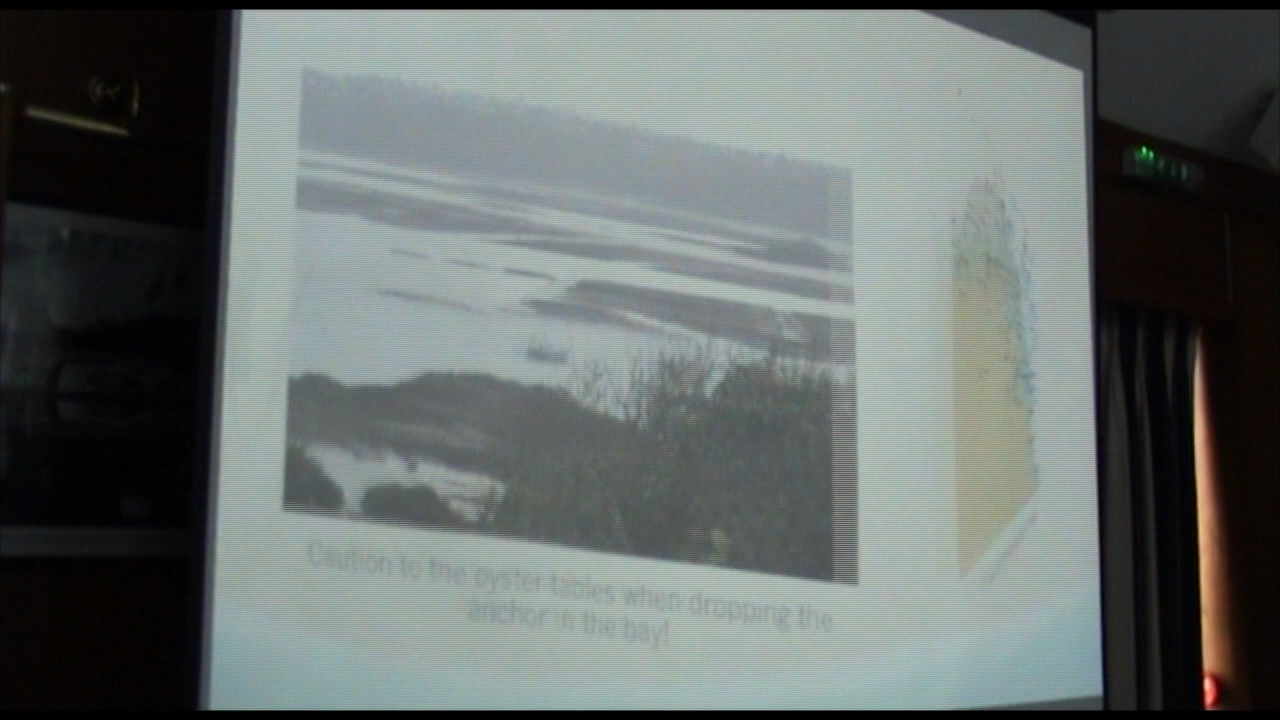 Caution to the oyster tables when dropping the
anchor in the bay!